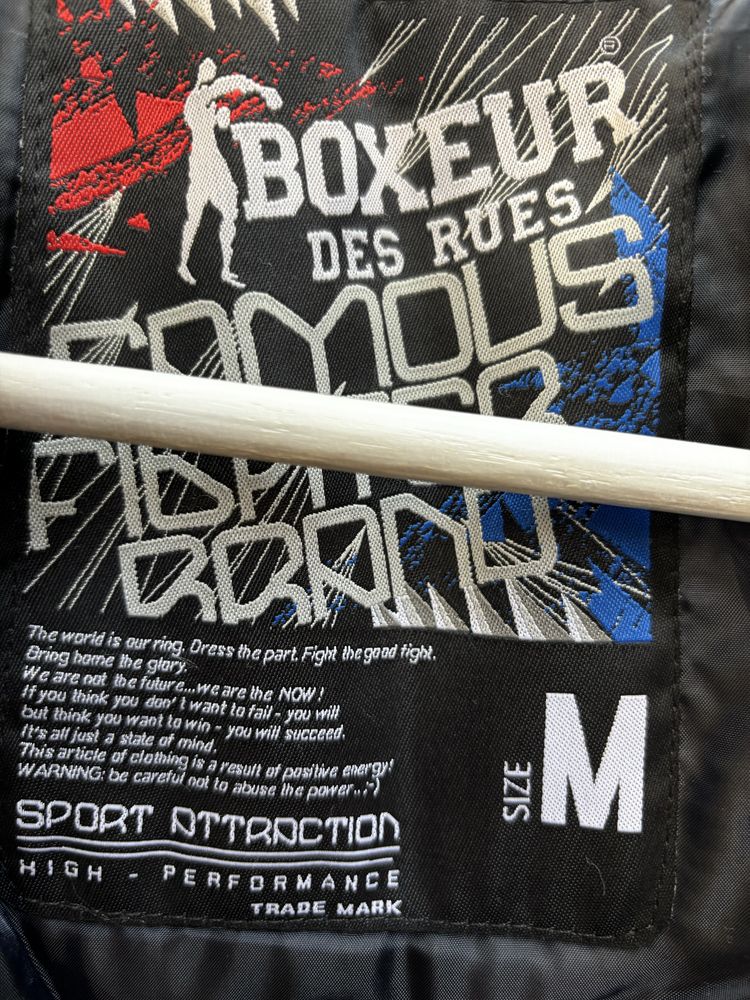 BOXEUR ®
DES RUES
FAMOUS
FIGHTER
BRAND
The world is our ring. Dress the part. Fight the good fight.
Bring home the glory.
We are not the future...we are the NOW!
If you think you don't want to fail - you will
but think you want to win - you will succeed.
It's all just a state of mind.
This article of clothing is a result of positive energy!
WARNING: be careful not to abuse the power...;-)
SIZE M
SPORT ATTRACTION
HIGH - PERFORMANCE
TRADE MARK